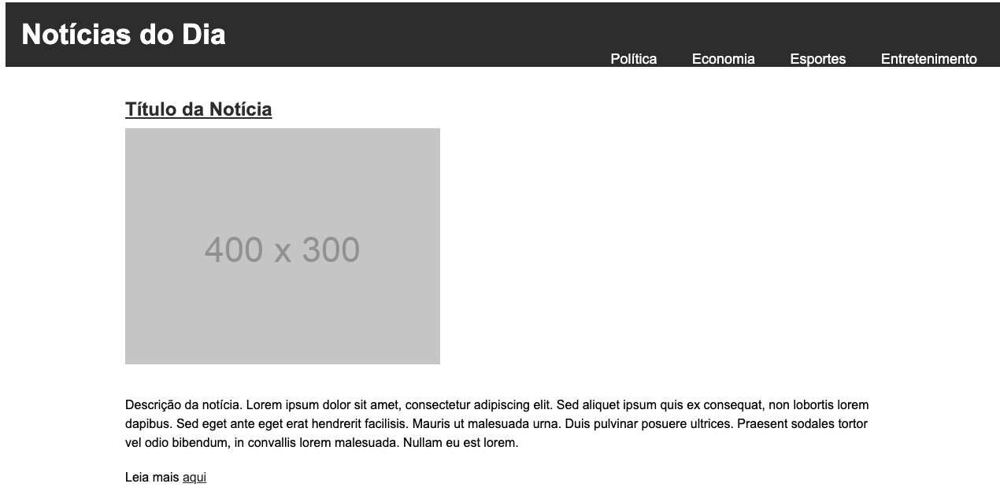 Notícias do Dia
Política Economia Esportes Entretenimento
Título da Notícia
400 x 300
Descrição da notícia. Lorem ipsum dolor sit amet, consectetur adipiscing elit. Sed aliquet ipsum quis ex consequat, non lobortis lorem
dapibus. Sed eget ante eget erat hendrerit facilisis. Mauris ut malesuada urna. Duis pulvinar posuere ultrices. Praesent sodales tortor
vel odio bibendum, in convallis lorem malesuada. Nullam eu est lorem.
Leia mais aqui